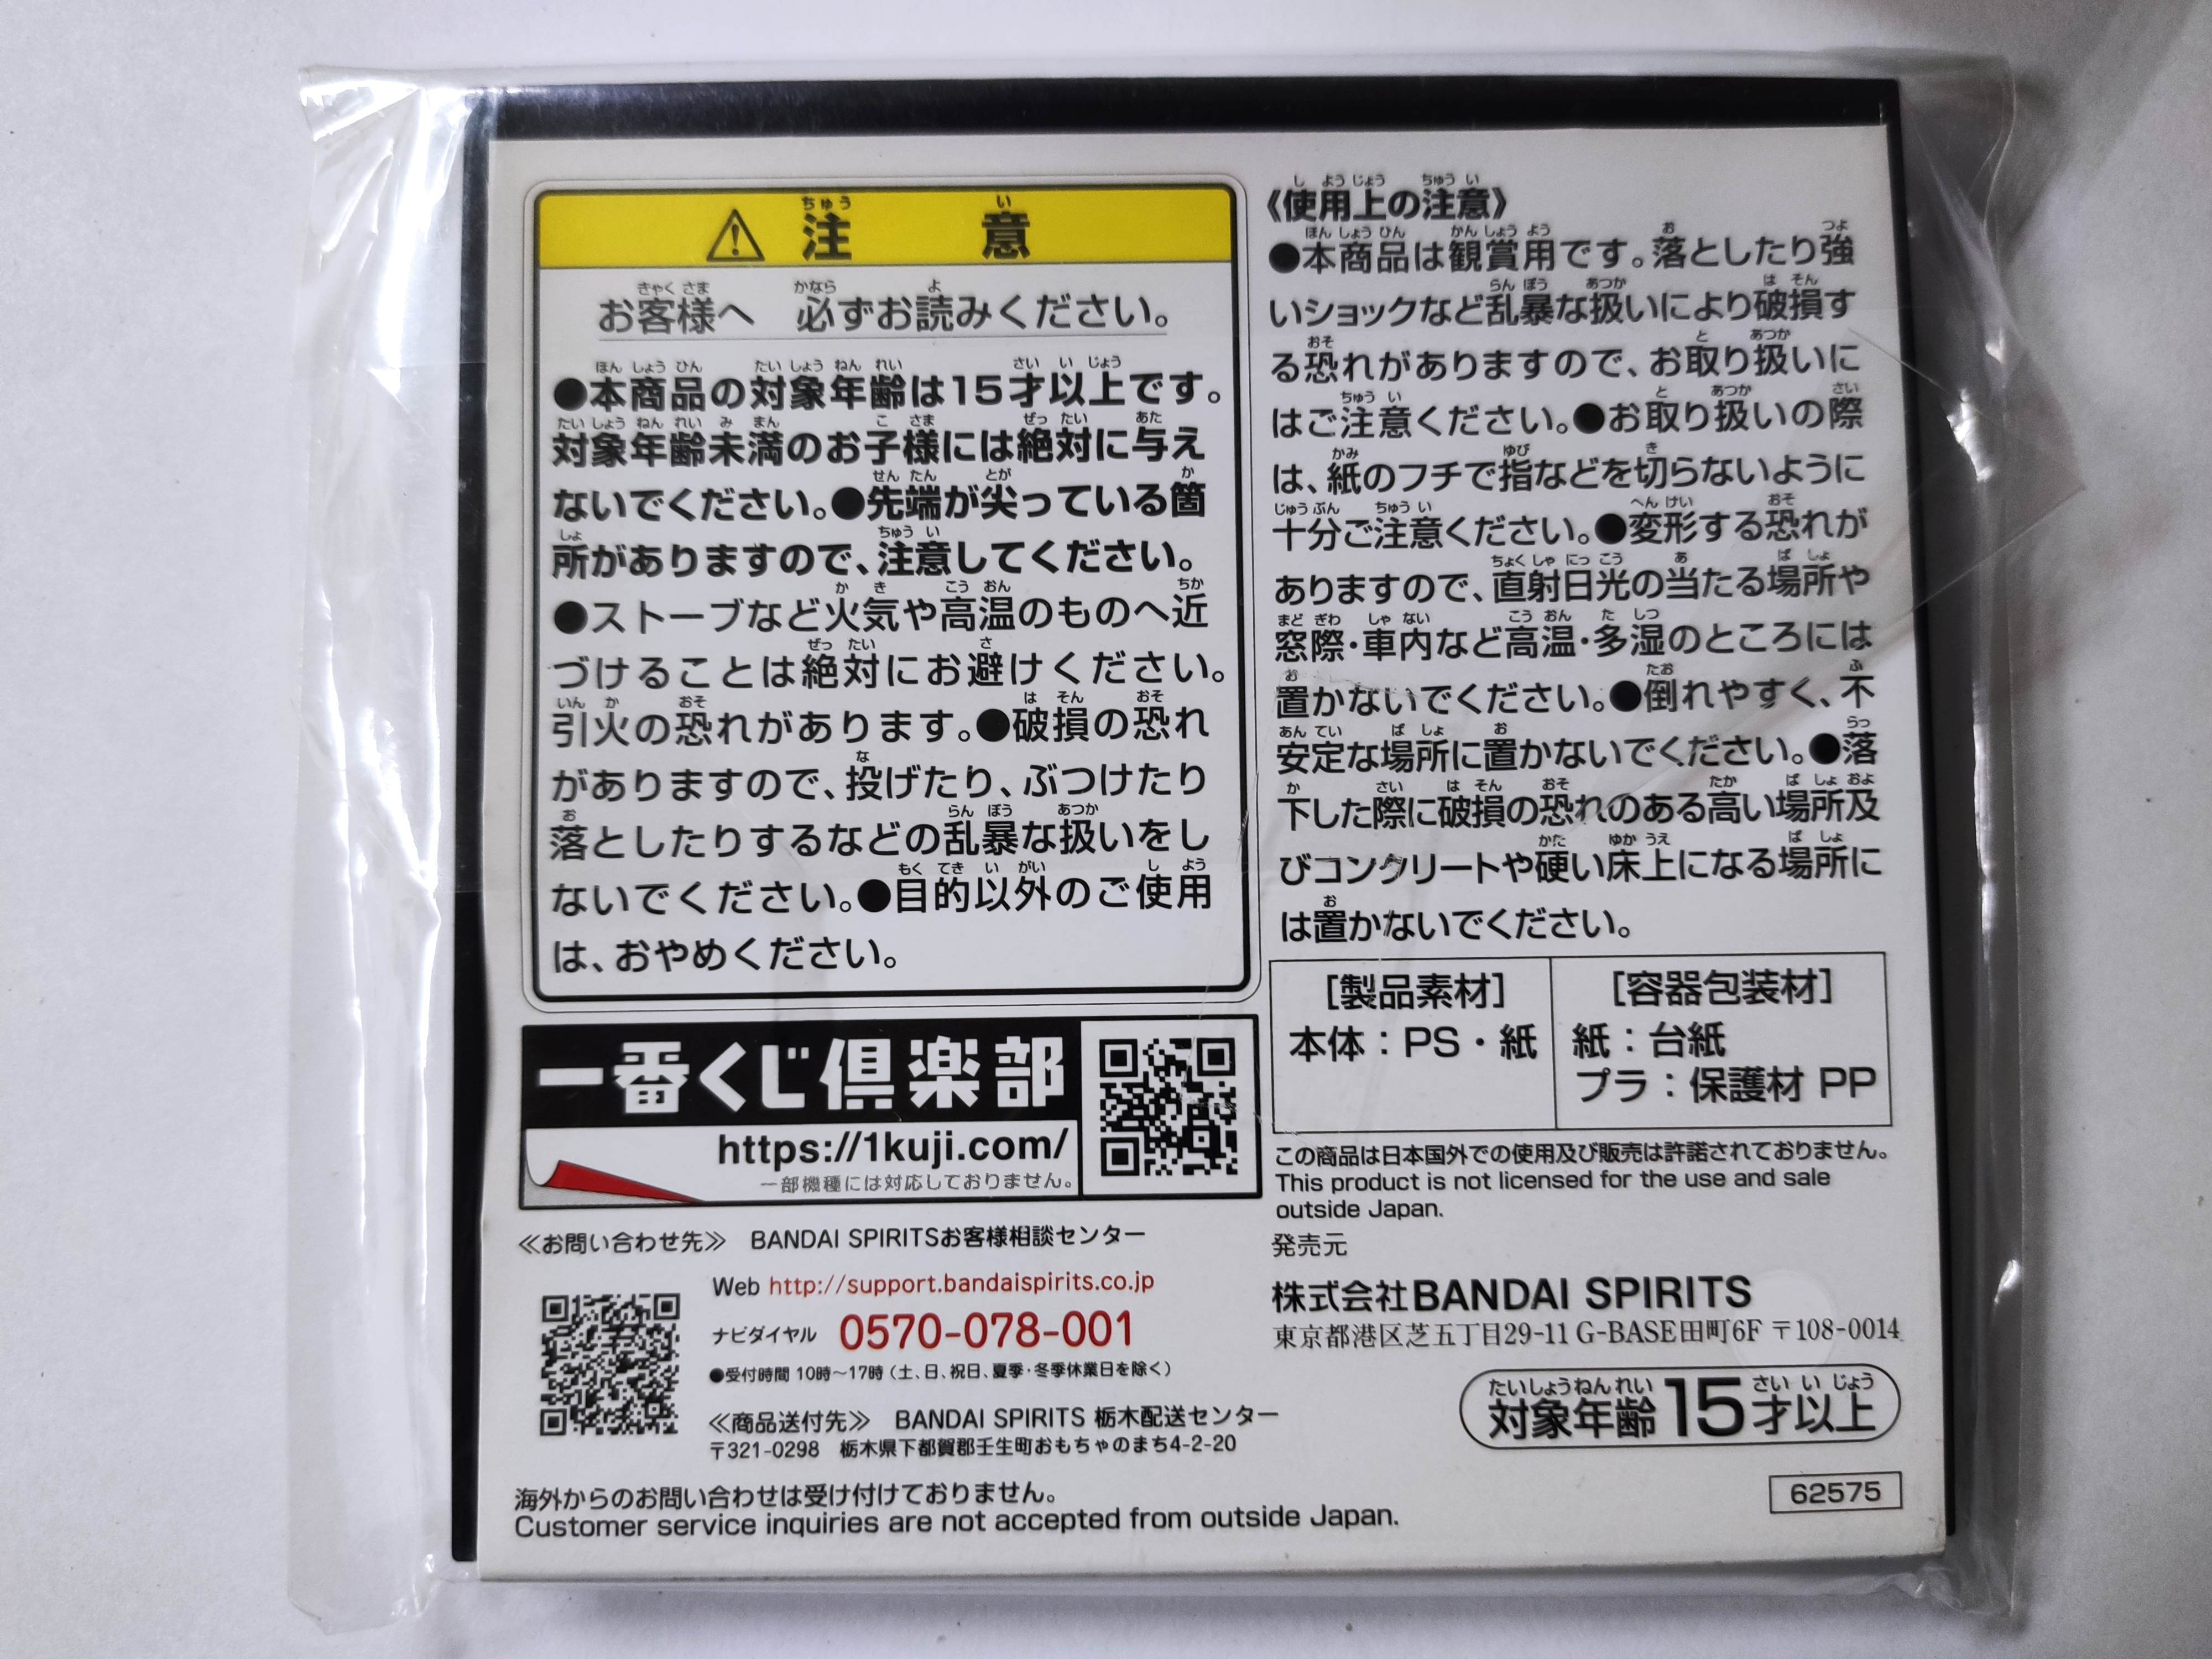 ⚠注意
お客様へ 必ずお読みください。
●本商品の対象年齢は15才以上です。
対象年齢未満のお子様には絶対に与え
ないでください。●先端が尖っている箇
所がありますので、注意してください。
●ストーブなど火気や高温のものへ近
づけることは絶対にお避けください。
引火の恐れがあります。●破損の恐れ
がありますので、投げたり、ぶつけたり
落としたりするなどの乱暴な扱いをし
ないでください。●目的以外のご使用
は、おやめください。
一番くじ倶楽部
https://1kuji.com/
一部機種には対応しておりません。
≪お問い合わせ先≫ BANDAI SPIRITSお客様相談センター
Web http://support.bandaispirits.co.jp
ナビダイヤル 0570-078-001
●受付時間 10時〜17時（土、日、祝日、夏季・冬季休業日を除く）
≪商品送付先≫ BANDAI SPIRITS 栃木配送センター
〒321-0298 栃木県下都賀郡壬生町おもちゃのまち4-2-20
海外からのお問い合わせは受け付けておりません。
Customer service inquiries are not accepted from outside Japan.
《使用上の注意》
●本商品は観賞用です。落としたり強
いショックなど乱暴な扱いにより破損す
る恐れがありますので、お取り扱いに
はご注意ください。●お取り扱いの際
は、紙のフチで指などを切らないように
十分ご注意ください。●変形する恐れが
ありますので、直射日光の当たる場所や
窓際・車内など高温・多湿のところには
置かないでください。●倒れやすく、不
安定な場所に置かないでください。●落
下した際に破損の恐れのある高い場所及
びコンクリートや硬い床上になる場所に
は置かないでください。
［製品素材］
本体：PS・紙
［容器包装材］
紙：台紙
プラ：保護材 PP
この商品は日本国外での使用及び販売は許諾されておりません。
This product is not licensed for the use and sale
outside Japan.
発売元
株式会社BANDAI SPIRITS
東京都港区芝五丁目29-11 G-BASE田町6F 〒108-0014
対象年齢15才以上
62575